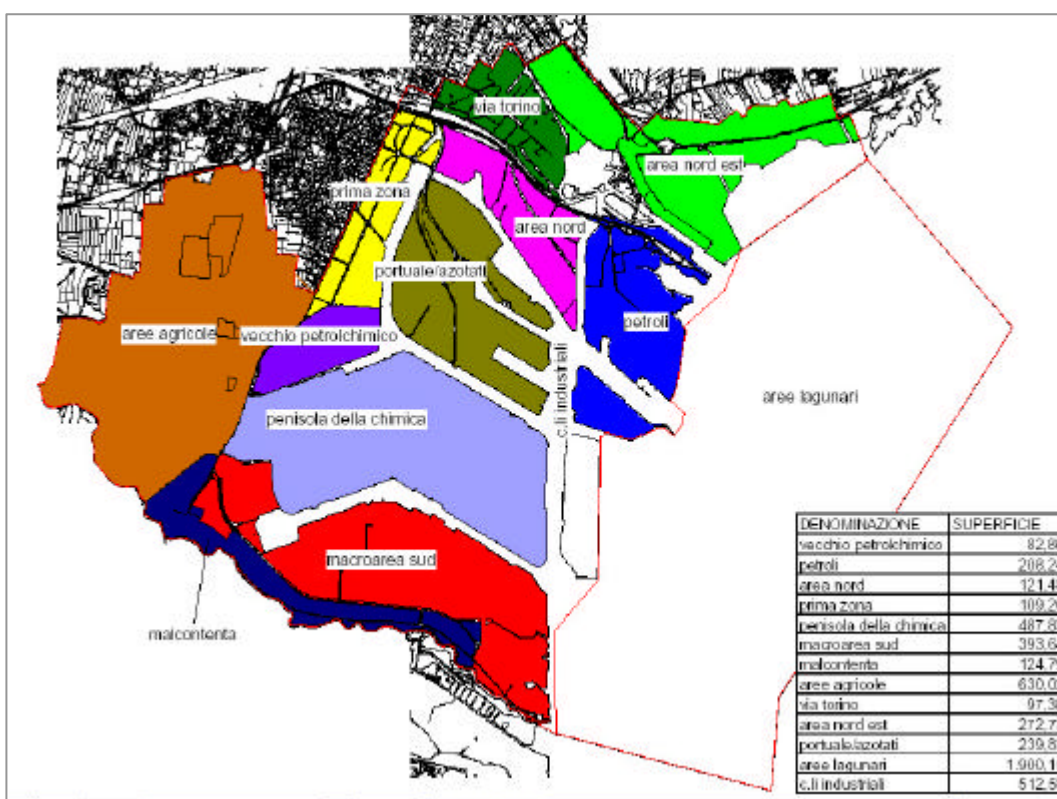 via torino
area nord est
prima zona
area nord
portuale/azotati
petroli
aree agricole
vecchio petrolchimico
c.li industriali
aree lagunari
penisola della chimica
macroarea sud
malcontenta
DENOMINAZIONE SUPERFICIE
vecchio petrolchimico 82,8
petroli 208,2
area nord 121,4
prima zona 109,2
penisola della chimica 487,8
macroarea sud 393,6
malcontenta 124,7
aree agricole 630,0
via torino 97,3
area nord est 272,7
portuale/azotati 239,8
aree lagunari 1.900,1
c.li industriali 512,5